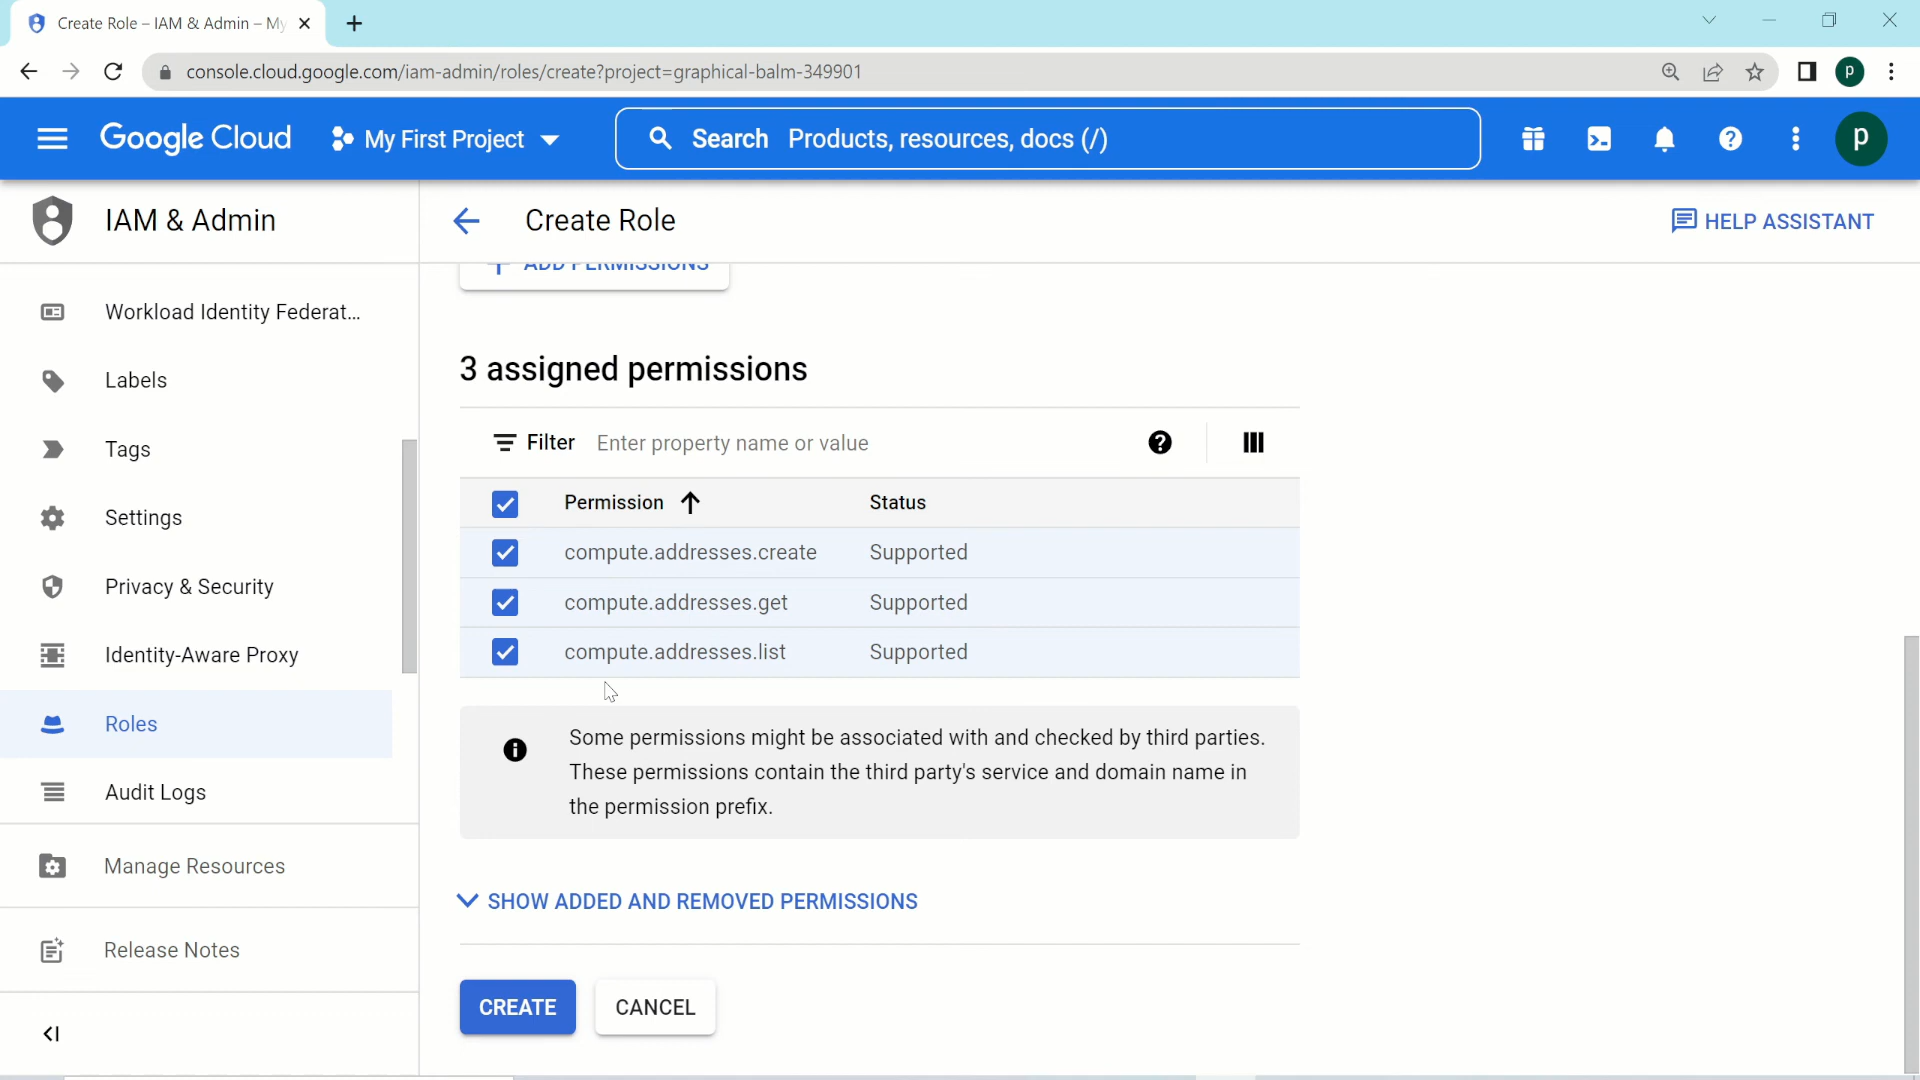 Create Role – IAM & Admin – My
console.cloud.google.com/iam-admin/roles/create?project=graphical-balm-349901
p
Google Cloud
My First Project
Search Products, resources, docs (/)
p
IAM & Admin
Create Role
HELP ASSISTANT
ADD PERMISSIONS
Workload Identity Federat...
Labels
Tags
Settings
Privacy & Security
Identity-Aware Proxy
Roles
Audit Logs
Manage Resources
Release Notes
3 assigned permissions
Filter Enter property name or value
Permission Status
compute.addresses.create Supported
compute.addresses.get Supported
compute.addresses.list Supported
Some permissions might be associated with and checked by third parties.
These permissions contain the third party's service and domain name in
the permission prefix.
SHOW ADDED AND REMOVED PERMISSIONS
CREATE
CANCEL